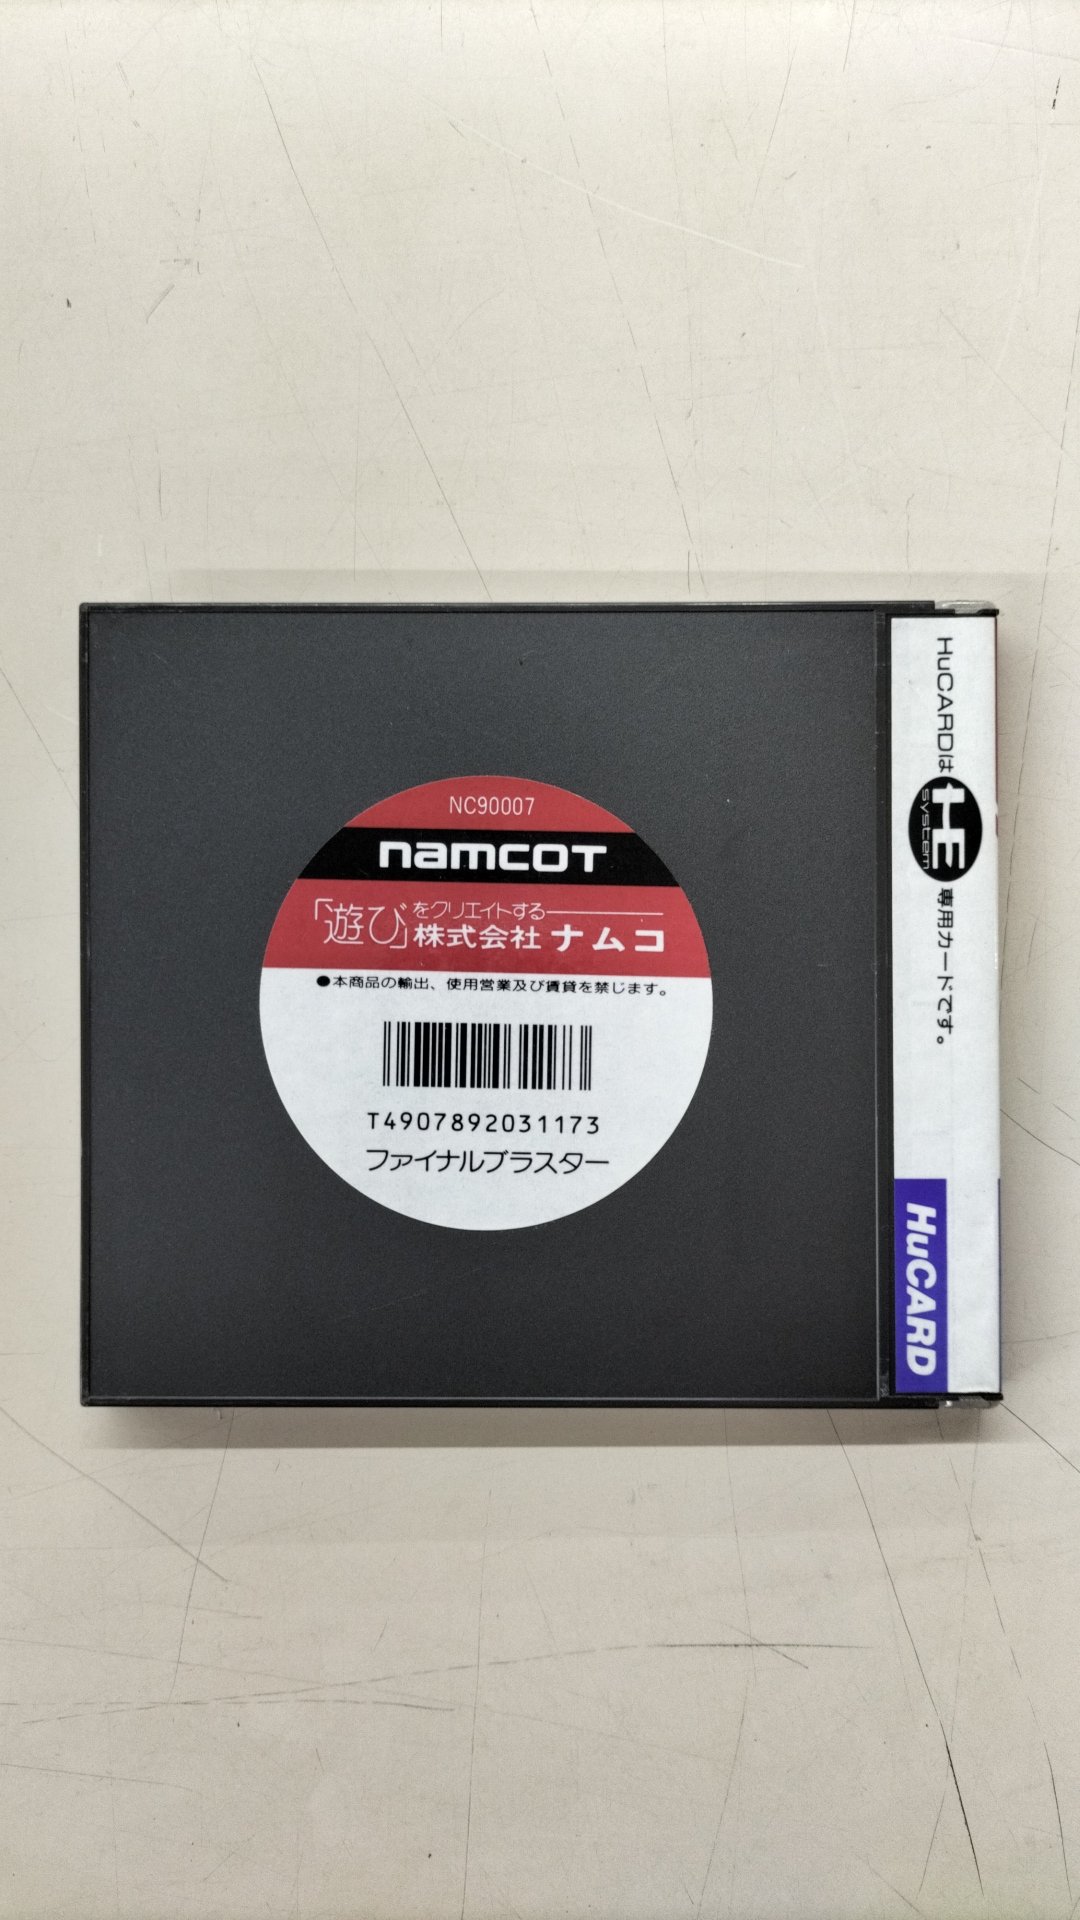 NC90007
namcot
「遊び」をクリエイトする
株式会社ナムコ
●本商品の輸出、使用営業及び賃貸を禁じます。
T4907892031173
ファイナルブラスター
HuCARDは HE system 専用カードです。
HuCARD